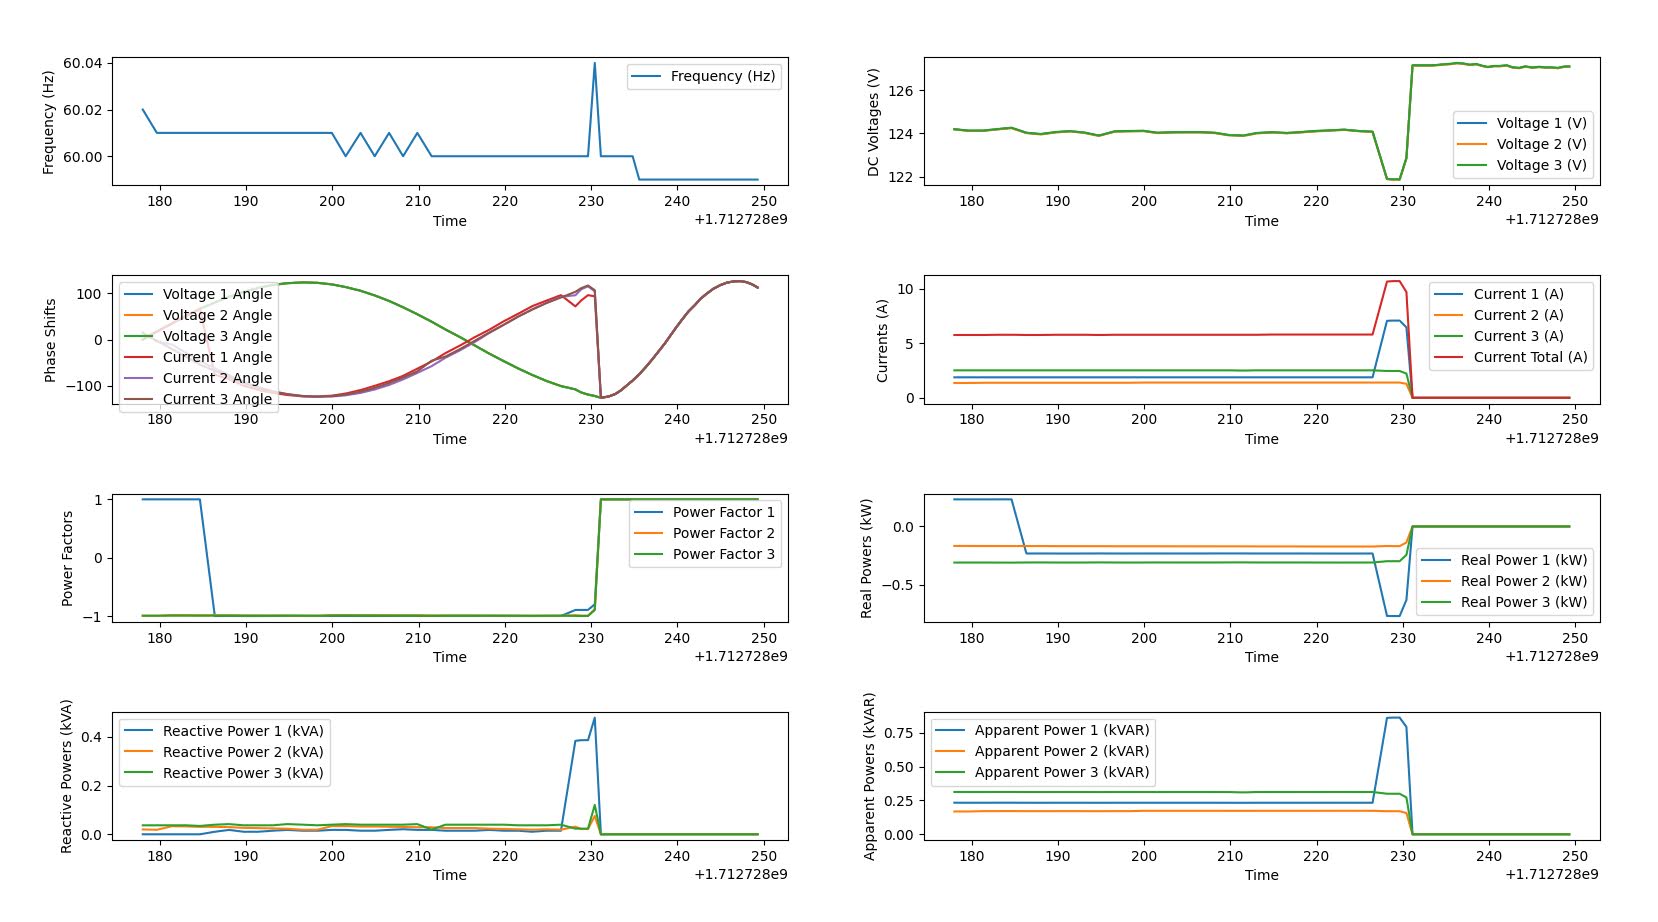 60.04
60.02
60.00
Frequency (Hz)
Frequency (Hz)
180 190 200 210 220 230 240 250
Time
+1.712728e9
126
124
122
DC Voltages (V)
Voltage 1 (V)
Voltage 2 (V)
Voltage 3 (V)
180 190 200 210 220 230 240 250
Time
+1.712728e9
100
0
−100
Phase Shifts
Voltage 1 Angle
Voltage 2 Angle
Voltage 3 Angle
Current 1 Angle
Current 2 Angle
Current 3 Angle
180 190 200 210 220 230 240 250
Time
+1.712728e9
10
5
0
Currents (A)
Current 1 (A)
Current 2 (A)
Current 3 (A)
Current Total (A)
180 190 200 210 220 230 240 250
Time
+1.712728e9
1
0
−1
Power Factors
Power Factor 1
Power Factor 2
Power Factor 3
180 190 200 210 220 230 240 250
Time
+1.712728e9
0.0
−0.5
Real Powers (kW)
Real Power 1 (kW)
Real Power 2 (kW)
Real Power 3 (kW)
180 190 200 210 220 230 240 250
Time
+1.712728e9
0.4
0.2
0.0
Reactive Powers (kVA)
Reactive Power 1 (kVA)
Reactive Power 2 (kVA)
Reactive Power 3 (kVA)
180 190 200 210 220 230 240 250
Time
+1.712728e9
0.75
0.50
0.25
0.00
Apparent Powers (kVAR)
Apparent Power 1 (kVAR)
Apparent Power 2 (kVAR)
Apparent Power 3 (kVAR)
180 190 200 210 220 230 240 250
Time
+1.712728e9